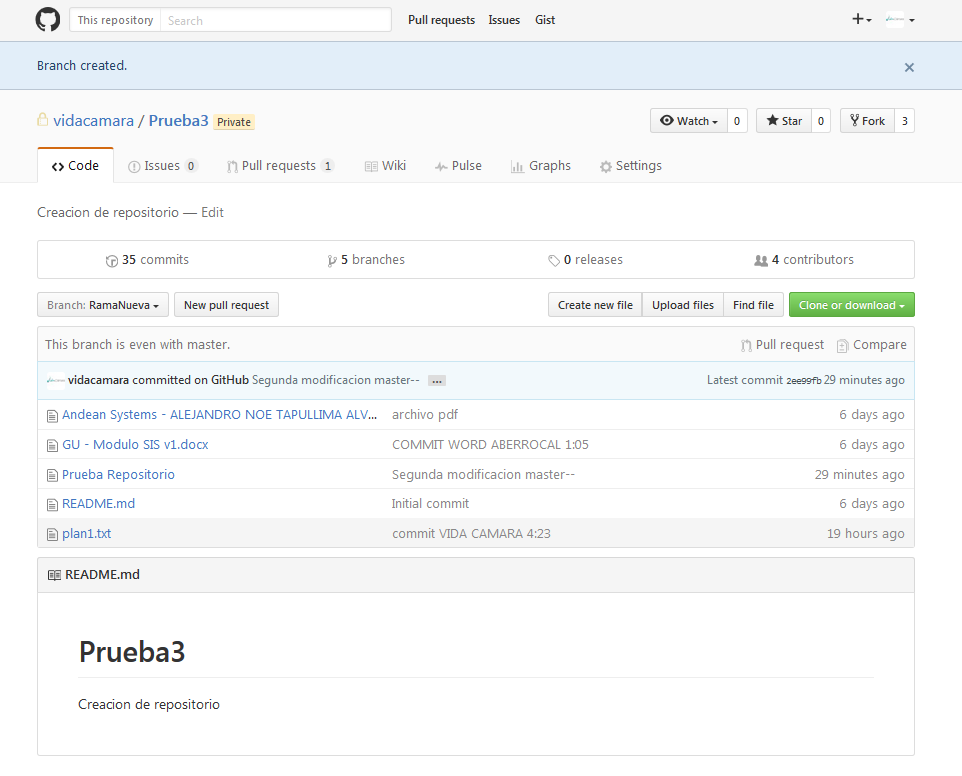 This repository Search Pull requests Issues Gist
Branch created.
vidacamara / Prueba3 Private Watch 0 Star 0 Fork 3
Code Issues 0 Pull requests 1 Wiki Pulse Graphs Settings
Creacion de repositorio — Edit
35 commits 5 branches 0 releases 4 contributors
Branch: RamaNueva New pull request Create new file Upload files Find file Clone or download
This branch is even with master. Pull request Compare
vidacamara committed on GitHub Segunda modificacion master-- ... Latest commit 2ee99fb 29 minutes ago
Andean Systems - ALEJANDRO NOE TAPULLIMA ALV... archivo pdf 6 days ago
GU - Modulo SIS v1.docx COMMIT WORD ABERROCAL 1:05 6 days ago
Prueba Repositorio Segunda modificacion master-- 29 minutes ago
README.md Initial commit 6 days ago
plan1.txt commit VIDA CAMARA 4:23 19 hours ago
README.md
Prueba3
Creacion de repositorio